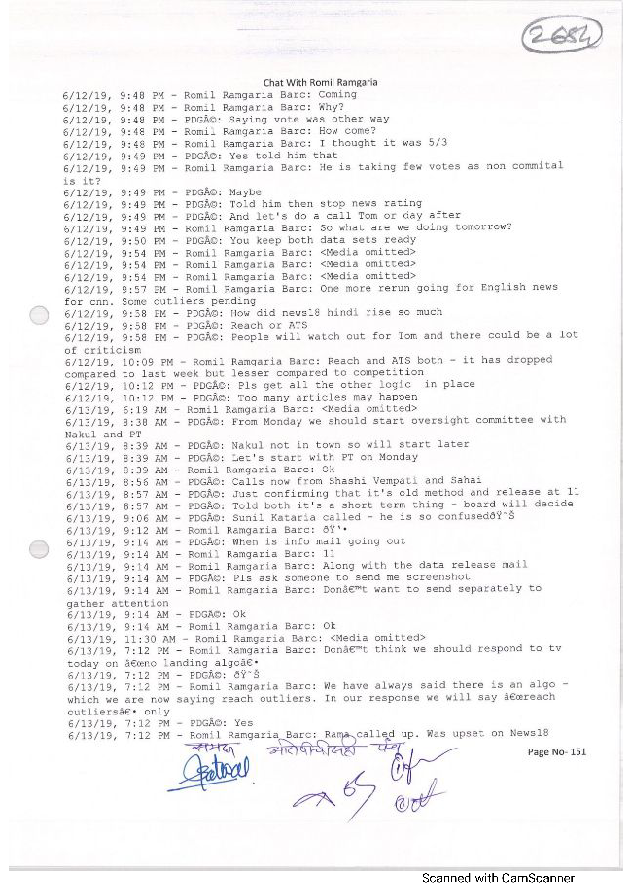 2684
Chat With Romil Ramgaria
6/12/19, 9:48 PM - Romil Ramgaria Barc: Coming
6/12/19, 9:48 PM - Romil Ramgaria Barc: Why?
6/12/19, 9:48 PM - PDGÃ©: Saying vote was other way
6/12/19, 9:48 PM - Romil Ramgaria Barc: How come?
6/12/19, 9:48 PM - Romil Ramgaria Barc: I thought it was 5/3
6/12/19, 9:49 PM - PDGÃ©: Yes told him that
6/12/19, 9:49 PM - Romil Ramgaria Barc: He is taking few votes as non commital
is it?
6/12/19, 9:49 PM - PDGÃ©: Maybe
6/12/19, 9:49 PM - PDGÃ©: Told him then stop news rating
6/12/19, 9:49 PM - PDGÃ©: And let's do a call Tom or day after
6/12/19, 9:49 PM - Romil Ramgaria Barc: So what are we doing tomorrow?
6/12/19, 9:50 PM - PDGÃ©: You keep both data sets ready
6/12/19, 9:54 PM - Romil Ramgaria Barc: <Media omitted>
6/12/19, 9:54 PM - Romil Ramgaria Barc: <Media omitted>
6/12/19, 9:54 PM - Romil Ramgaria Barc: <Media omitted>
6/12/19, 9:57 PM - Romil Ramgaria Barc: One more rerun going for English news
for cnn. Some outliers pending
6/12/19, 9:58 PM - PDGÃ©: How did news18 hindi rise so much
6/12/19, 9:58 PM - PDGÃ©: Reach or ATS
6/12/19, 9:58 PM - PDGÃ©: People will watch out for Tom and there could be a lot
of criticism
6/12/19, 10:09 PM - Romil Ramgaria Barc: Reach and ATS both - it has dropped
compared to last week but lesser compared to competition
6/12/19, 10:12 PM - PDGÃ©: Pls get all the other logic in place
6/12/19, 10:12 PM - PDGÃ©: Too many articles may happen
6/13/19, 6:19 AM - Romil Ramgaria Barc: <Media omitted>
6/13/19, 8:38 AM - PDGÃ©: From Monday we should start oversight committee with
Nakul and PT
6/13/19, 8:39 AM - PDGÃ©: Nakul not in town so will start later
6/13/19, 8:39 AM - PDGÃ©: Let's start with PT on Monday
6/13/19, 8:39 AM - Romil Ramgaria Barc: Ok
6/13/19, 8:56 AM - PDGÃ©: Calls now from Shashi Vempati and Sahai
6/13/19, 8:57 AM - PDGÃ©: Just confirming that it's old method and release at 11
6/13/19, 8:57 AM - PDGÃ©: Told both it's a short term thing - board will decide
6/13/19, 9:06 AM - PDGÃ©: Sunil Kataria called - he is so confusedðŸ˜Š
6/13/19, 9:12 AM - Romil Ramgaria Barc: ðŸ'•
6/13/19, 9:14 AM - PDGÃ©: When is info mail going out
6/13/19, 9:14 AM - Romil Ramgaria Barc: 11
6/13/19, 9:14 AM - Romil Ramgaria Barc: Along with the data release mail
6/13/19, 9:14 AM - PDGÃ©: Pls ask someone to send me screenshot
6/13/19, 9:14 AM - Romil Ramgaria Barc: Donâ€™t want to send separately to
gather attention
6/13/19, 9:14 AM - PDGÃ©: Ok
6/13/19, 9:14 AM - Romil Ramgaria Barc: Ok
6/13/19, 11:30 AM - Romil Ramgaria Barc: <Media omitted>
6/13/19, 7:12 PM - Romil Ramgaria Barc: Donâ€™t think we should respond to tv
today on â€œno landing algoâ€•
6/13/19, 7:12 PM - PDGÃ©: ðŸ˜Š
6/13/19, 7:12 PM - Romil Ramgaria Barc: We have always said there is an algo -
which we are now saying reach outliers. In our response we will say â€œreach
outliersâ€• only
6/13/19, 7:12 PM - PDGÃ©: Yes
6/13/19, 7:12 PM - Romil Ramgaria Barc: Rama called up. Was upset on News18
Page No- 151
समक्ष
पंच
Scanned with CamScanner